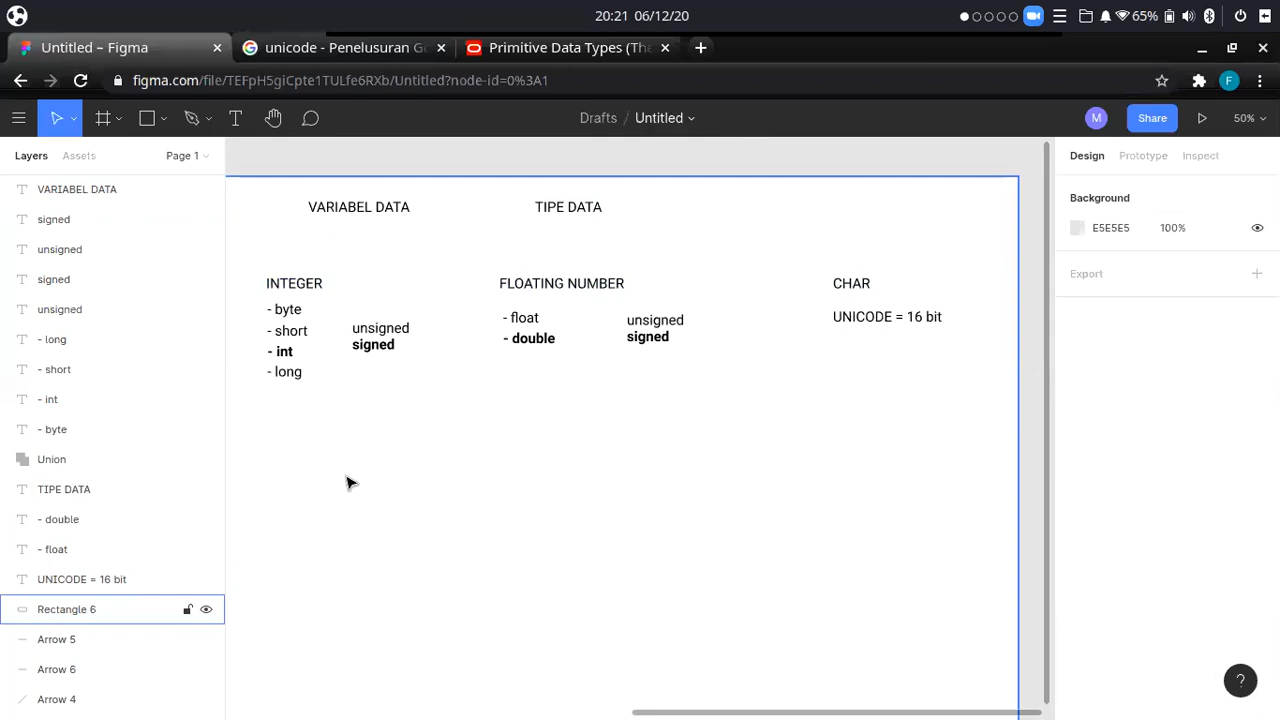 20:21 06/12/20
65%
Untitled – Figma
unicode - Penelusuran Go
Primitive Data Types (The
figma.com/file/TEFpH5giCpte1TULfe6RXb/Untitled?node-id=0%3A1
F
Drafts / Untitled
M
Share
50%
Layers
Assets
Page 1
VARIABEL DATA
signed
unsigned
signed
unsigned
- long
- short
- int
- byte
Union
TIPE DATA
- double
- float
UNICODE = 16 bit
Rectangle 6
Arrow 5
Arrow 6
Arrow 4
VARIABEL DATA
TIPE DATA
INTEGER
- byte
- short
- int
- long
unsigned
signed
FLOATING NUMBER
- float
- double
unsigned
signed
CHAR
UNICODE = 16 bit
Design
Prototype
Inspect
Background
E5E5E5
100%
Export
?